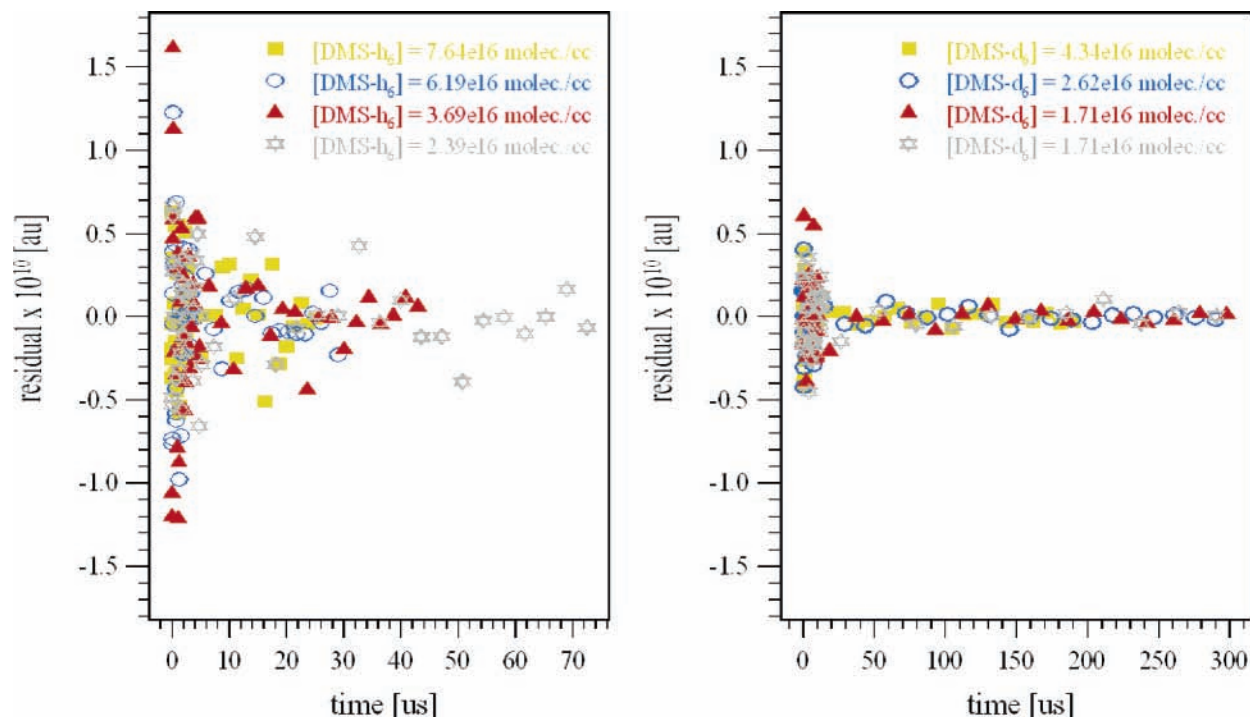 [DMS-h6] = 7.64e16 molec./cc
[DMS-h6] = 6.19e16 molec./cc
[DMS-h6] = 3.69e16 molec./cc
[DMS-h6] = 2.39e16 molec./cc
1.5
1.0
0.5
0.0
-0.5
-1.0
-1.5
residual x 10^10 [au]
0 10 20 30 40 50 60 70
time [us]
[DMS-d6] = 4.34e16 molec./cc
[DMS-d6] = 2.62e16 molec./cc
[DMS-d6] = 1.71e16 molec./cc
[DMS-d6] = 1.71e16 molec./cc
1.5
1.0
0.5
0.0
-0.5
-1.0
-1.5
residual x 10^10 [au]
0 50 100 150 200 250 300
time [us]